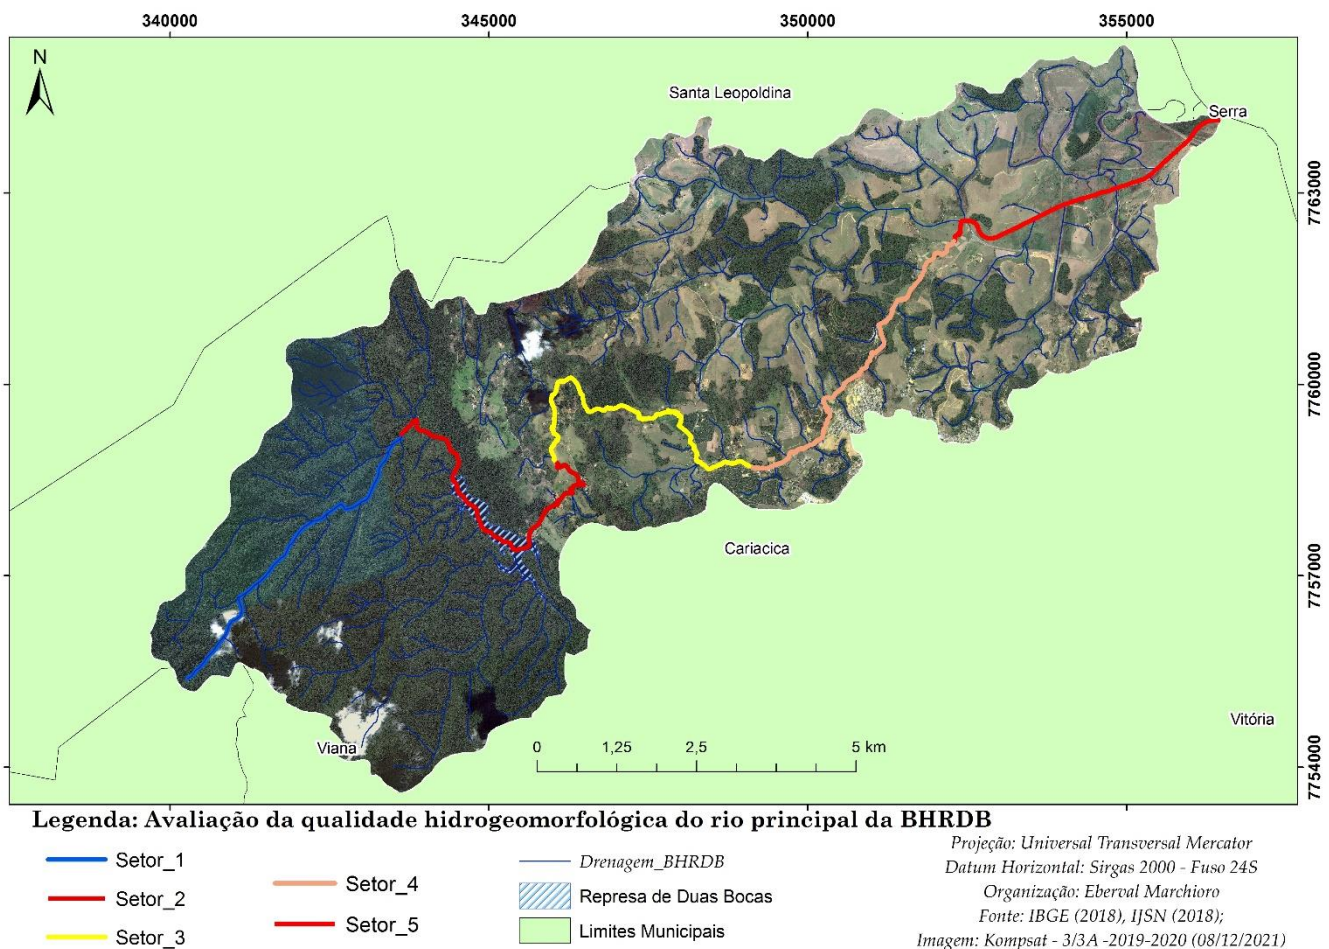 340000 345000 350000 355000
N
Santa Leopoldina
Serra
7763000
7760000
Cariacica
7757000
Vitória
Viana
0 1,25 2,5 5 km
7754000
Legenda: Avaliação da qualidade hidrogeomorfológica do rio principal da BHRDB
Setor_1
Setor_2
Setor_3
Setor_4
Setor_5
Drenagem_BHRDB
Represa de Duas Bocas
Limites Municipais
Projeção: Universal Transversal Mercator
Datum Horizontal: Sirgas 2000 - Fuso 24S
Organização: Eberval Marchioro
Fonte: IBGE (2018), IJSN (2018);
Imagem: Kompsat - 3/3A -2019-2020 (08/12/2021)